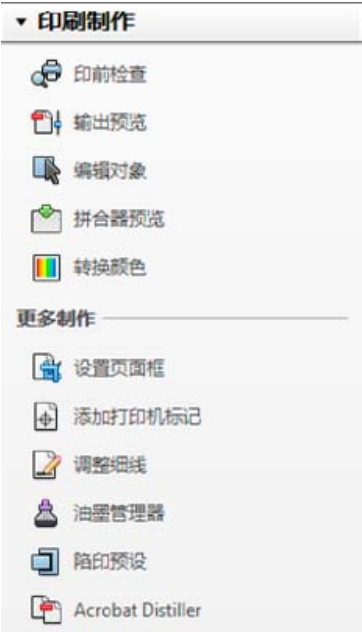 印刷制作
印前检查
输出预览
编辑对象
拼合器预览
转换颜色
更多制作
设置页面框
添加打印机标记
调整细线
油墨管理器
陷印预设
Acrobat Distiller